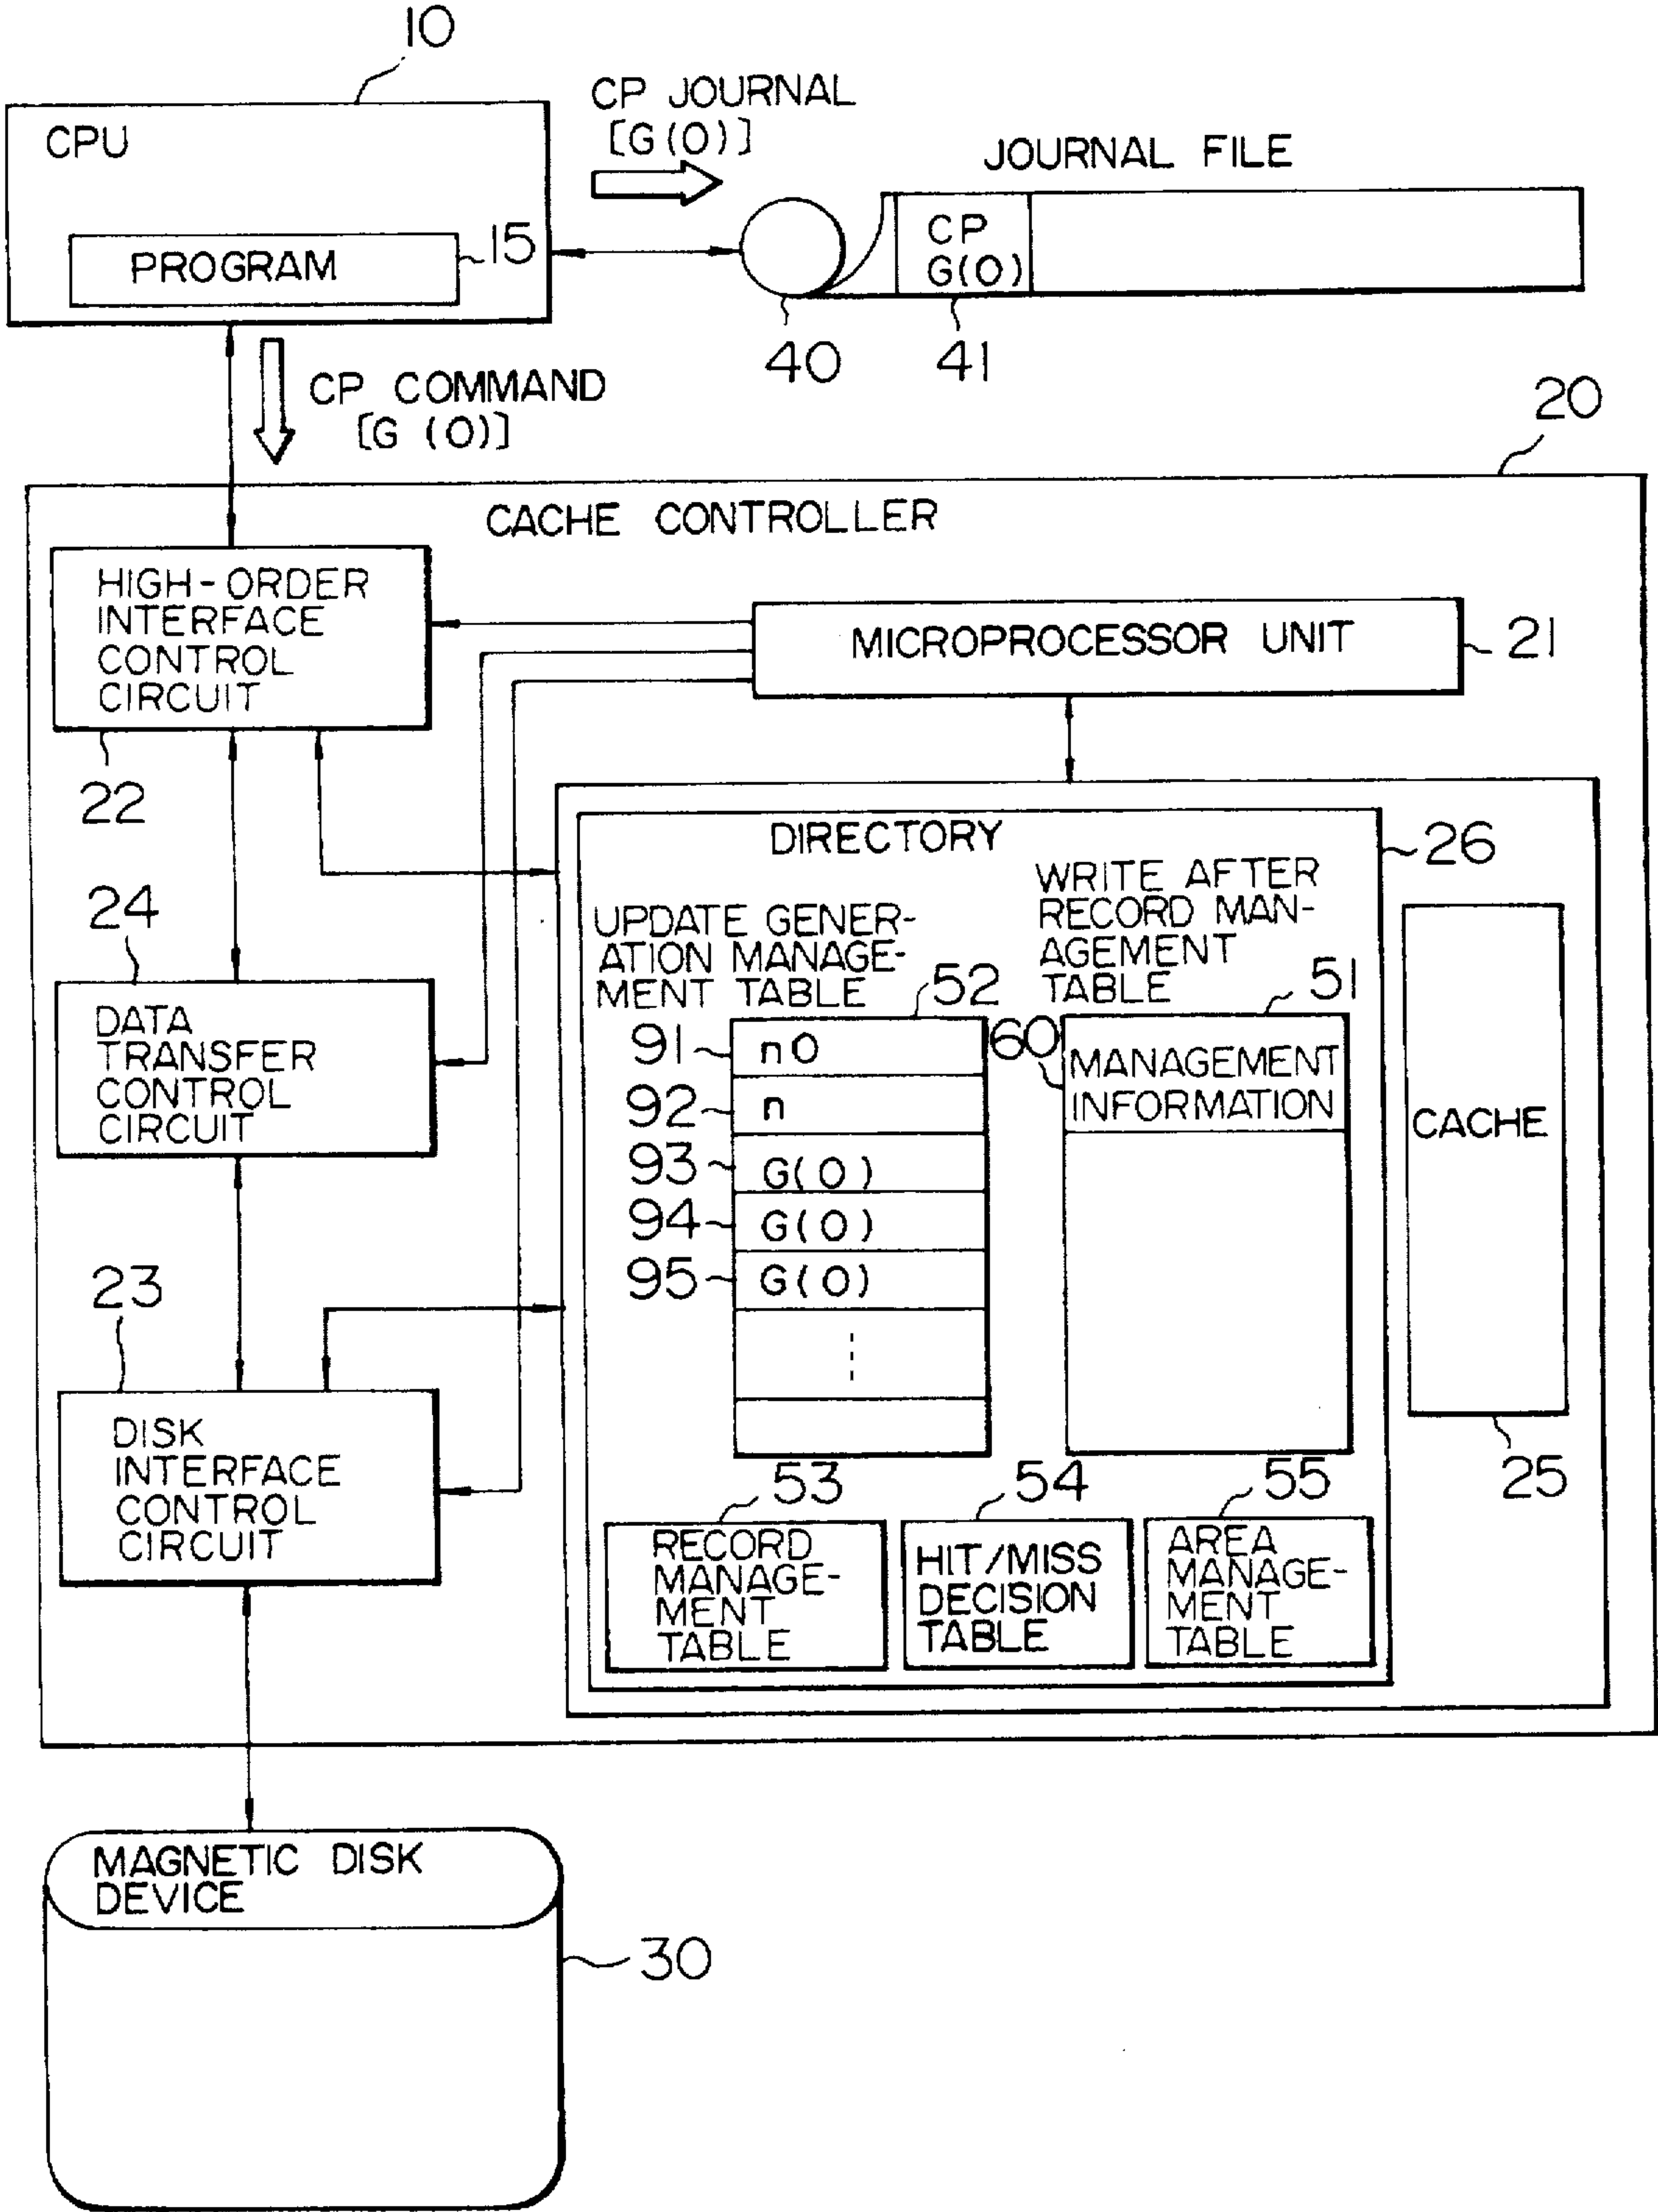 10
CPU
PROGRAM
15
CP JOURNAL
[G(0)]
JOURNAL FILE
CP
G(0)
40
41
CP COMMAND
[G (0)]
20
CACHE CONTROLLER
HIGH-ORDER
INTERFACE
CONTROL
CIRCUIT
22
MICROPROCESSOR UNIT
21
DIRECTORY
26
24
DATA
TRANSFER
CONTROL
CIRCUIT
UPDATE GENER-
ATION MANAGE-
MENT TABLE
52
91
n0
92
n
93
G(0)
94
G(0)
95
G(0)
WRITE AFTER
RECORD MAN-
AGEMENT
TABLE
51
60
MANAGEMENT
INFORMATION
CACHE
25
23
DISK
INTERFACE
CONTROL
CIRCUIT
53
RECORD
MANAGE-
MENT
TABLE
54
HIT/MISS
DECISION
TABLE
55
AREA
MANAGE-
MENT
TABLE
MAGNETIC DISK
DEVICE
30